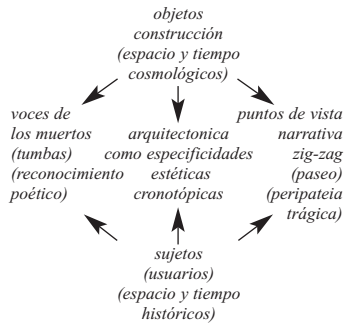 objetos
construcción
(espacio y tiempo
cosmológicos)
voces de
los muertos
(tumbas)
(reconocimiento
poético)
arquitectonica
como especificidades
estéticas
cronotópicas
puntos de vista
narrativa
zig-zag
(paseo)
(peripateia
trágica)
sujetos
(usuarios)
(espacio y tiempo
históricos)